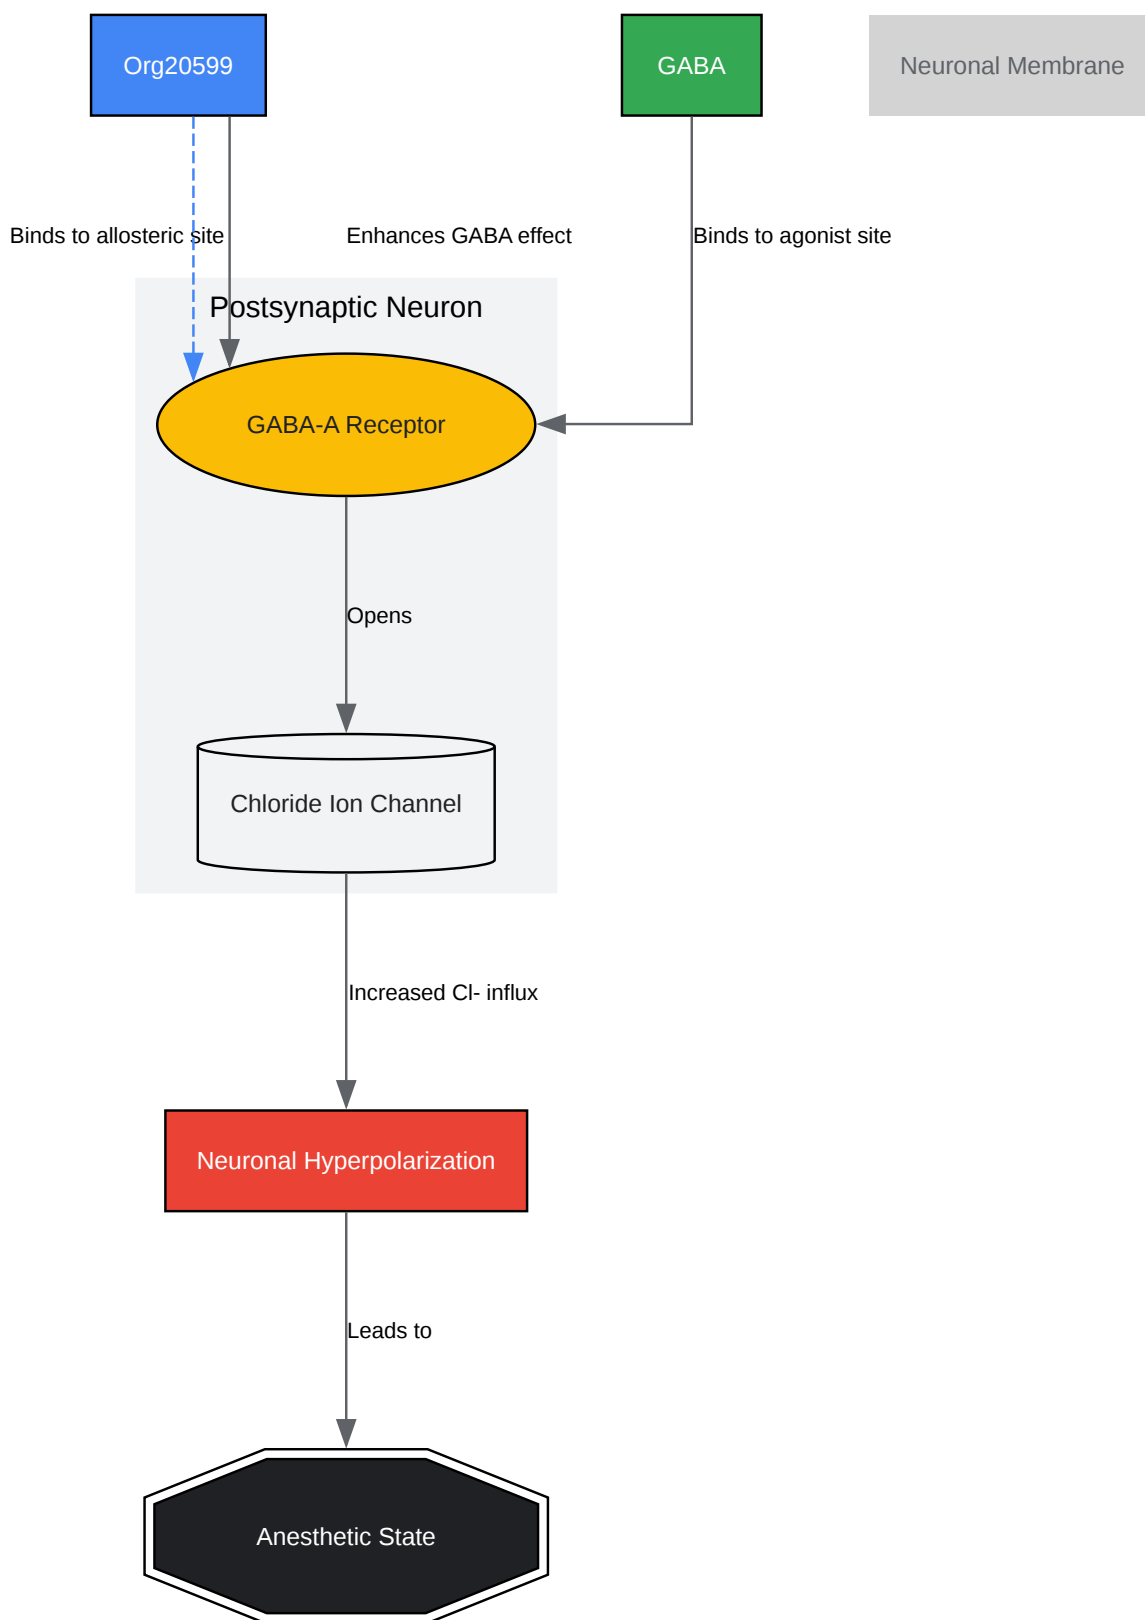 Org20599
GABA
Neuronal Membrane
Binds to allosteric site
Enhances GABA effect
Binds to agonist site
Postsynaptic Neuron
GABA-A Receptor
Opens
Chloride Ion Channel
Increased Cl- influx
Neuronal Hyperpolarization
Leads to
Anesthetic State